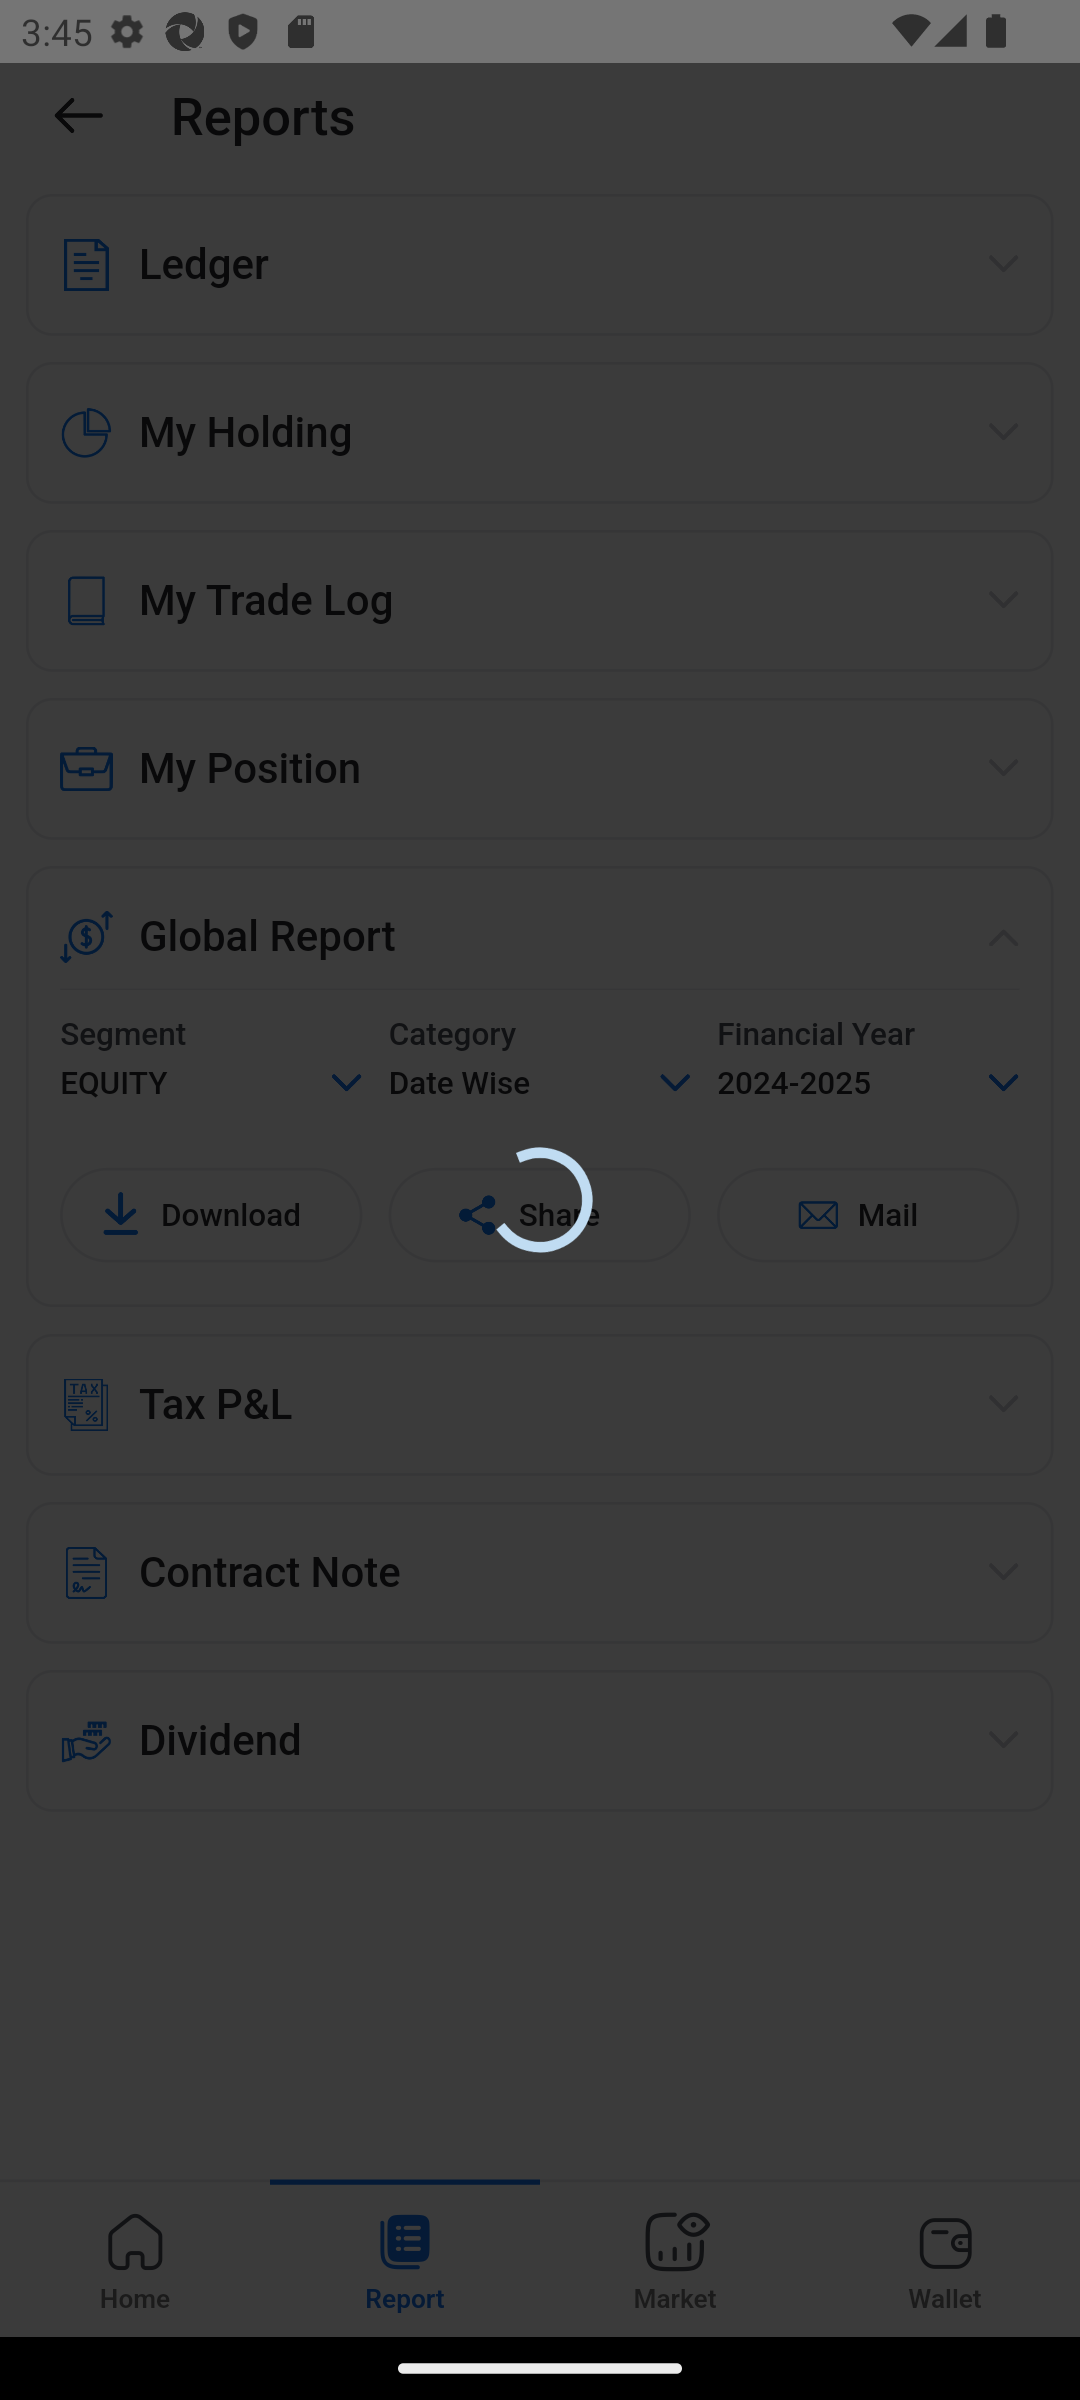 3:45
Reports
Ledger
My Holding
My Trade Log
My Position
Global Report
Segment Category Financial Year
EQUITY Date Wise 2024-2025
Download Share Mail
TAX
Tax P&L
Contract Note
Dividend
Home Report Market Wallet